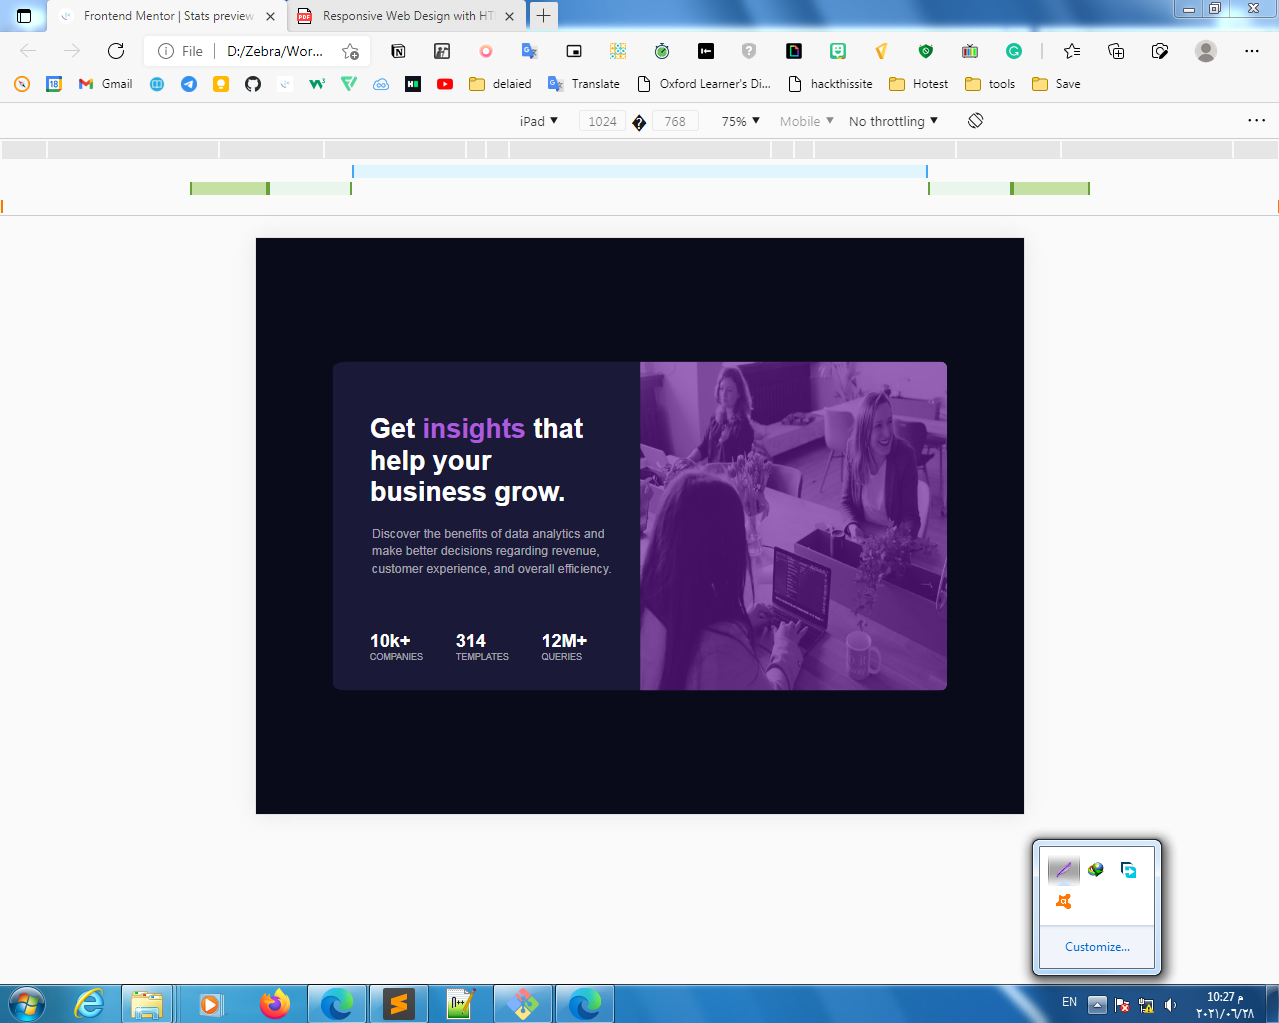 Frontend Mentor | Stats preview
Responsive Web Design with HT
File
D:/Zebra/Wor...
Gmail
delaied
Translate
Oxford Learner's Di...
hackthissite
Hotest
tools
Save
iPad
1024
768
75%
Mobile
No throttling
Get insights that
help your
business grow.
Discover the benefits of data analytics and
make better decisions regarding revenue,
customer experience, and overall efficiency.
10k+
314
12M+
COMPANIES
TEMPLATES
QUERIES
Customize...
EN
10:27 م
٢٠٢١/٠٦/٢٨